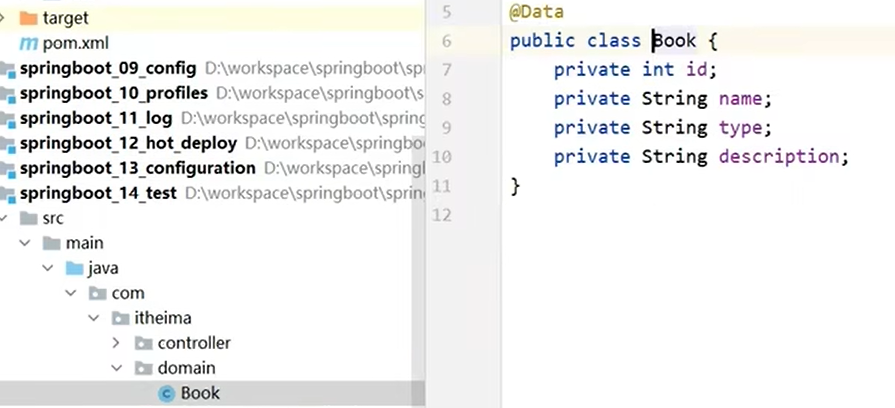 target
pom.xml
springboot_09_config D:\workspace\springboot\sp
springboot_10_profiles D:\workspace\springboot\s
springboot_11_log D:\workspace\springboot\spring
springboot_12_hot_deploy D:\workspace\springboo
springboot_13_configuration D:\workspace\spring
springboot_14_test D:\workspace\springboot\spring
src
main
java
com
itheima
controller
domain
Book
5 @Data
6 public class Book {
7 private int id;
8 private String name;
9 private String type;
10 private String description;
11 }
12